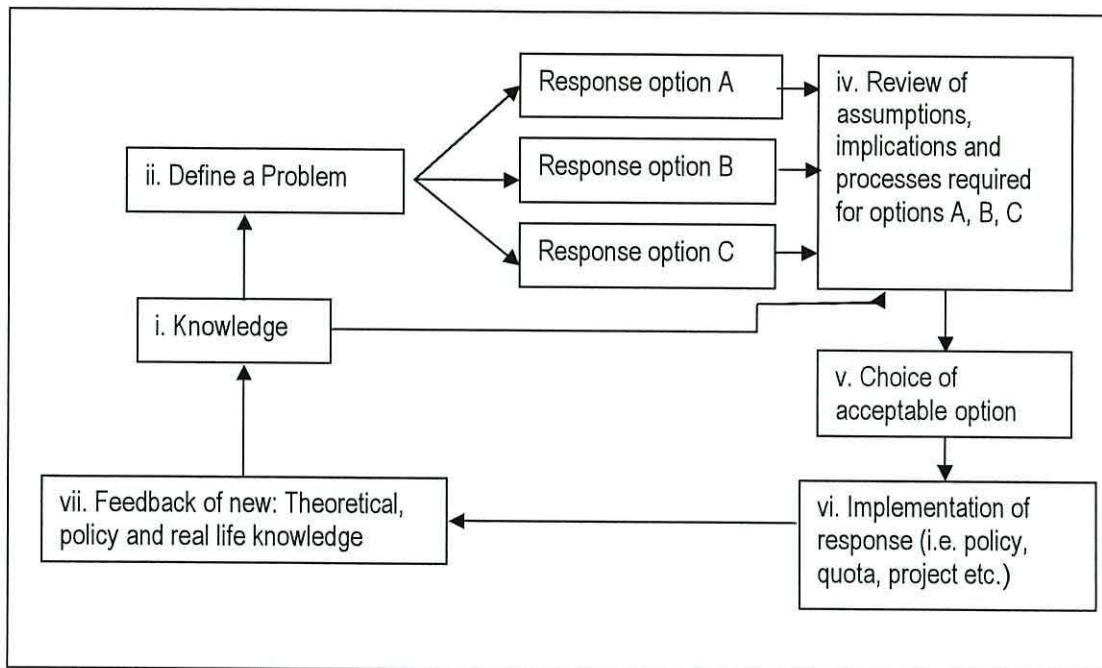 Response option A
Response option B
Response option C
iv. Review of
assumptions,
implications and
processes required
for options A, B, C
ii. Define a Problem
i. Knowledge
v. Choice of
acceptable option
vi. Implementation of
response (i.e. policy,
quota, project etc.)
vii. Feedback of new: Theoretical,
policy and real life knowledge